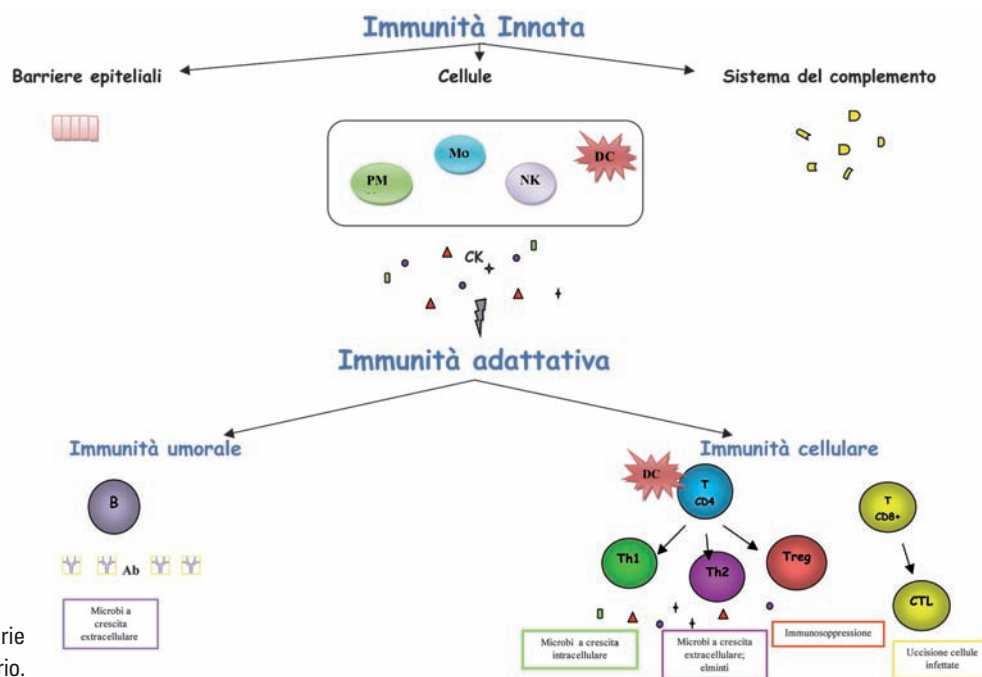 Immunità Innata
Barriere epiteliali
Cellule
Sistema del complemento
PM
Mo
NK
DC
CK
Immunità adattativa
Immunità umorale
B
Ab
Microbi a
crescita
extracellulare
Immunità cellulare
DC
T
CD4
T
CD8+
Th1
Th2
Treg
CTL
Microbi a crescita
intracellulare
Microbi a crescita
extracellulare;
elminti
Immunosoppressione
Uccisione cellule
infettate
rie
rio.